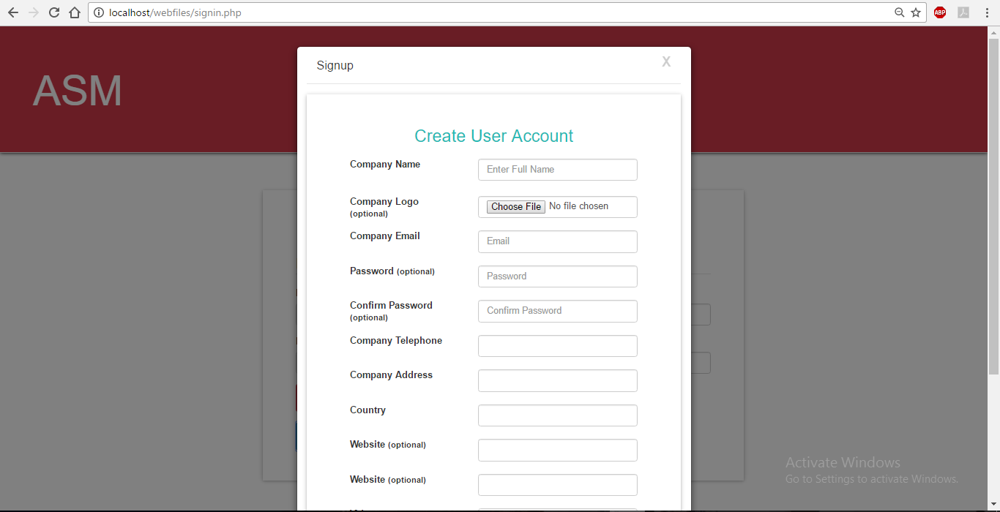 localhost/webfiles/signin.php
ABP
ASM
Signup
X
Create User Account
Company Name
Enter Full Name
Company Logo
(optional)
Choose File No file chosen
Company Email
Email
Password (optional)
Password
Confirm Password
(optional)
Confirm Password
Company Telephone
Company Address
Country
Website (optional)
Website (optional)
Activate Windows
Go to Settings to activate Windows.